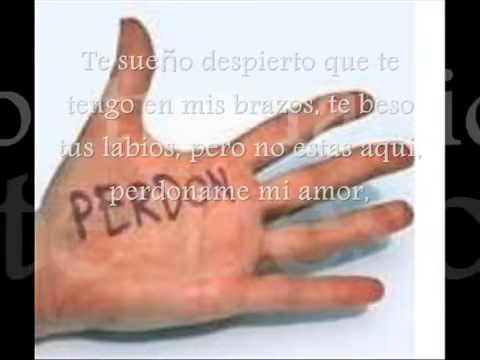 Te sueño despierto que te
tengo en mis brazos, te beso
tus labios, pero no estas aqui,
perdoname mi amor,
PERDON